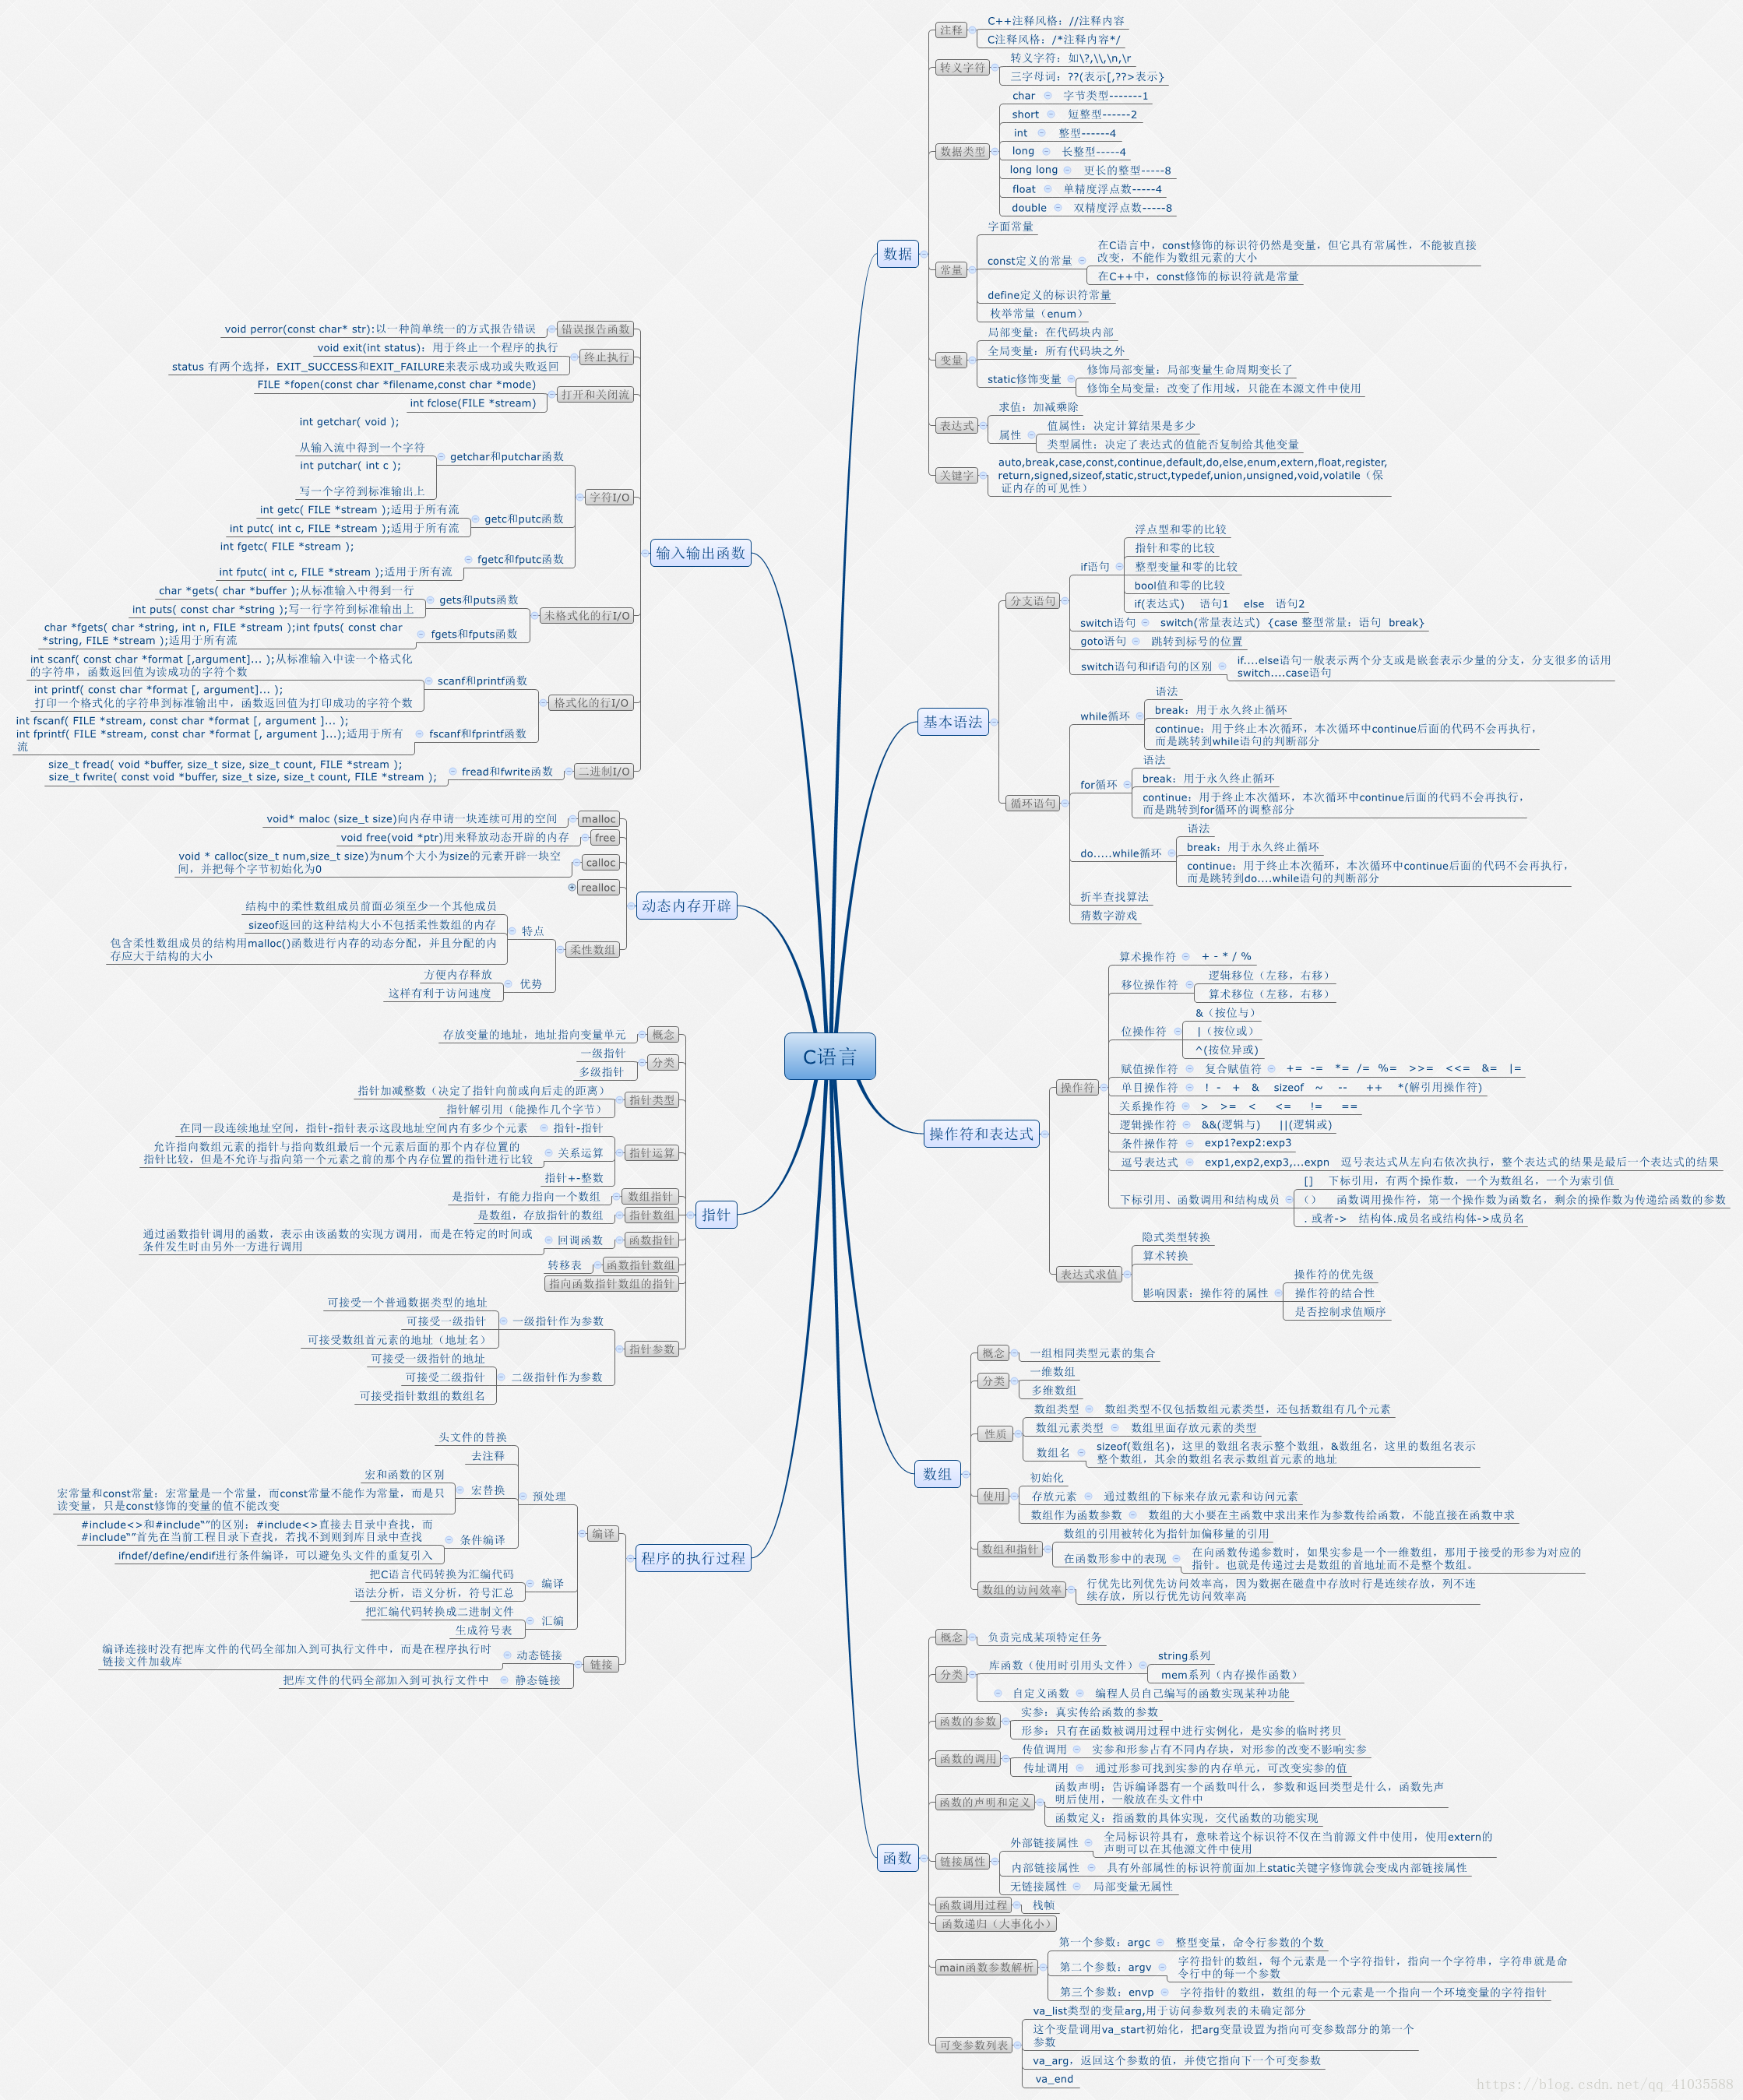 C语言
数据
注释
C++注释风格：//注释内容
C注释风格：/*注释内容*/
转义字符
转义字符：如\?,\\,\n,\r
三字母词：??(表示[,??>表示}
数据类型
char 字节类型-------1
short 短整型------2
int 整型------4
long 长整型-----4
long long 更长的整型-----8
float 单精度浮点数-----4
double 双精度浮点数-----8
常量
字面常量
const定义的常量
在C语言中，const修饰的标识符仍然是变量，但它具有常属性，不能被直接
改变，不能作为数组元素的大小
在C++中，const修饰的标识符就是常量
define定义的标识符常量
枚举常量（enum）
变量
局部变量：在代码块内部
全局变量：所有代码块之外
static修饰变量
修饰局部变量：局部变量生命周期变长了
修饰全局变量：改变了作用域，只能在本源文件中使用
表达式
求值：加减乘除
属性
值属性：决定计算结果是多少
类型属性：决定了表达式的值能否复制给其他变量
关键字
auto,break,case,const,continue,default,do,else,enum,extern,float,register,
return,signed,sizeof,static,struct,typedef,union,unsigned,void,volatile（保
证内存的可见性）
基本语法
分支语句
if语句
浮点型和零的比较
指针和零的比较
整型变量和零的比较
bool值和零的比较
if(表达式) 语句1 else 语句2
switch语句 switch(常量表达式) {case 整型常量：语句 break}
goto语句 跳转到标号的位置
switch语句和if语句的区别
if....else语句一般表示两个分支或是嵌套表示少量的分支，分支很多的话用
switch....case语句
循环语句
while循环
语法
break：用于永久终止循环
continue：用于终止本次循环，本次循环中continue后面的代码不会再执行，
而是跳转到while语句的判断部分
for循环
语法
break：用于永久终止循环
continue：用于终止本次循环，本次循环中continue后面的代码不会再执行，
而是跳转到for循环的调整部分
do.....while循环
语法
break：用于永久终止循环
continue：用于终止本次循环，本次循环中continue后面的代码不会再执行，
而是跳转到do....while语句的判断部分
折半查找算法
猜数字游戏
操作符和表达式
操作符
算术操作符 + - * / %
移位操作符
逻辑移位（左移，右移）
算术移位（左移，右移）
位操作符
&（按位与）
|（按位或）
^(按位异或)
赋值操作符 复合赋值符 += -= *= /= %= >>= <<= &= |=
单目操作符 ! - + & sizeof ~ -- ++ *(解引用操作符)
关系操作符 > >= < <= != ==
逻辑操作符 &&(逻辑与) ||(逻辑或)
条件操作符 exp1?exp2:exp3
逗号表达式 exp1,exp2,exp3,...expn 逗号表达式从左向右依次执行，整个表达式的结果是最后一个表达式的结果
下标引用、函数调用和结构成员
[] 下标引用，有两个操作数，一个为数组名，一个为索引值
（） 函数调用操作符，第一个操作数为函数名，剩余的操作数为传递给函数的参数
. 或者-> 结构体.成员名或结构体->成员名
表达式求值
隐式类型转换
算术转换
影响因素：操作符的属性
操作符的优先级
操作符的结合性
是否控制求值顺序
数组
概念 一组相同类型元素的集合
分类
一维数组
多维数组
性质
数组类型 数组类型不仅包括数组元素类型，还包括数组有几个元素
数组元素类型 数组里面存放元素的类型
数组名
sizeof(数组名)，这里的数组名表示整个数组，&数组名，这里的数组名表示
整个数组，其余的数组名表示数组首元素的地址
使用
初始化
存放元素 通过数组的下标来存放元素和访问元素
数组作为函数参数 数组的大小要在主函数中求出来作为参数传给函数，不能直接在函数中求
数组和指针
数组的引用被转化为指针加偏移量的引用
在函数形参中的表现
在向函数传递参数时，如果实参是一个一维数组，那用于接受的形参为对应的
指针。也就是传递过去是数组的首地址而不是整个数组。
数组的访问效率
行优先比列优先访问效率高，因为数据在磁盘中存放时行是连续存放，列不连
续存放，所以行优先访问效率高
函数
概念 负责完成某项特定任务
分类
库函数（使用时引用头文件）
string系列
mem系列（内存操作函数）
自定义函数 编程人员自己编写的函数实现某种功能
函数的参数
实参：真实传给函数的参数
形参：只有在函数被调用过程中进行实例化，是实参的临时拷贝
函数的调用
传值调用 实参和形参占有不同内存块，对形参的改变不影响实参
传址调用 通过形参可找到实参的内存单元，可改变实参的值
函数的声明和定义
函数声明：告诉编译器有一个函数叫什么，参数和返回类型是什么，函数先声
明后使用，一般放在头文件中
函数定义：指函数的具体实现，交代函数的功能实现
链接属性
外部链接属性
全局标识符具有，意味着这个标识符不仅在当前源文件中使用，使用extern的
声明可以在其他源文件中使用
内部链接属性 具有外部属性的标识符前面加上static关键字修饰就会变成内部链接属性
无链接属性 局部变量无属性
函数调用过程 栈帧
函数递归（大事化小）
main函数参数解析
第一个参数：argc 整型变量，命令行参数的个数
第二个参数：argv
字符指针的数组，每个元素是一个字符指针，指向一个字符串，字符串就是命
令行中的每一个参数
第三个参数：envp 字符指针的数组，数组的每一个元素是一个指向一个环境变量的字符指针
可变参数列表
va_list类型的变量arg,用于访问参数列表的未确定部分
这个变量调用va_start初始化，把arg变量设置为指向可变参数部分的第一个
参数
va_arg，返回这个参数的值，并使它指向下一个可变参数
va_end
输入输出函数
错误报告函数
void perror(const char* str):以一种简单统一的方式报告错误
终止执行
void exit(int status)：用于终止一个程序的执行
status 有两个选择，EXIT_SUCCESS和EXIT_FAILURE来表示成功或失败返回
打开和关闭流
FILE *fopen(const char *filename,const char *mode)
int fclose(FILE *stream)
字符I/O
getchar和putchar函数
int getchar( void );
从输入流中得到一个字符
int putchar( int c );
写一个字符到标准输出上
getc和putc函数
int getc( FILE *stream );适用于所有流
int putc( int c, FILE *stream );适用于所有流
fgetc和fputc函数
int fgetc( FILE *stream );
int fputc( int c, FILE *stream );适用于所有流
未格式化的行I/O
gets和puts函数
char *gets( char *buffer );从标准输入中得到一行
int puts( const char *string );写一行字符到标准输出上
fgets和fputs函数
char *fgets( char *string, int n, FILE *stream );int fputs( const char
*string, FILE *stream );适用于所有流
格式化的行I/O
scanf和printf函数
int scanf( const char *format [,argument]... );从标准输入中读一个格式化
的字符串，函数返回值为读成功的字符个数
int printf( const char *format [, argument]... );
打印一个格式化的字符串到标准输出中，函数返回值为打印成功的字符个数
fscanf和fprintf函数
int fscanf( FILE *stream, const char *format [, argument ]... );
int fprintf( FILE *stream, const char *format [, argument ]...);适用于所有
流
二进制I/O
fread和fwrite函数
size_t fread( void *buffer, size_t size, size_t count, FILE *stream );
size_t fwrite( const void *buffer, size_t size, size_t count, FILE *stream );
动态内存开辟
malloc
void* maloc (size_t size)向内存申请一块连续可用的空间
free
void free(void *ptr)用来释放动态开辟的内存
calloc
void * calloc(size_t num,size_t size)为num个大小为size的元素开辟一块空
间，并把每个字节初始化为0
realloc
柔性数组
特点
结构中的柔性数组成员前面必须至少一个其他成员
sizeof返回的这种结构大小不包括柔性数组的内存
包含柔性数组成员的结构用malloc()函数进行内存的动态分配，并且分配的内
存应大于结构的大小
优势
方便内存释放
这样有利于访问速度
指针
概念
存放变量的地址，地址指向变量单元
分类
一级指针
多级指针
指针类型
指针加减整数（决定了指针向前或向后走的距离）
指针解引用（能操作几个字节）
指针运算
指针-指针
在同一段连续地址空间，指针-指针表示这段地址空间内有多少个元素
关系运算
允许指向数组元素的指针与指向数组最后一个元素后面的那个内存位置的
指针比较，但是不允许与指向第一个元素之前的那个内存位置的指针进行比较
指针+-整数
数组指针
是指针，有能力指向一个数组
指针数组
是数组，存放指针的数组
函数指针
回调函数
通过函数指针调用的函数，表示由该函数的实现方调用，而是在特定的时间或
条件发生时由另外一方进行调用
函数指针数组
转移表
指向函数指针数组的指针
指针参数
一级指针作为参数
可接受一个普通数据类型的地址
可接受一级指针
可接受数组首元素的地址（地址名）
二级指针作为参数
可接受一级指针的地址
可接受二级指针
可接受指针数组的数组名
程序的执行过程
编译
预处理
头文件的替换
去注释
宏替换
宏和函数的区别
宏常量和const常量：宏常量是一个常量，而const常量不能作为常量，而是只
读变量，只是const修饰的变量的值不能改变
条件编译
#include<>和#include“”的区别：#include<>直接去目录中查找，而
#include“”首先在当前工程目录下查找，若找不到则到库目录中查找
ifndef/define/endif进行条件编译，可以避免头文件的重复引入
编译
把C语言代码转换为汇编代码
语法分析，语义分析，符号汇总
汇编
把汇编代码转换成二进制文件
生成符号表
链接
动态链接
编译连接时没有把库文件的代码全部加入到可执行文件中，而是在程序执行时
链接文件加载库
静态链接
把库文件的代码全部加入到可执行文件中
https://blog.csdn.net/qq_41035588